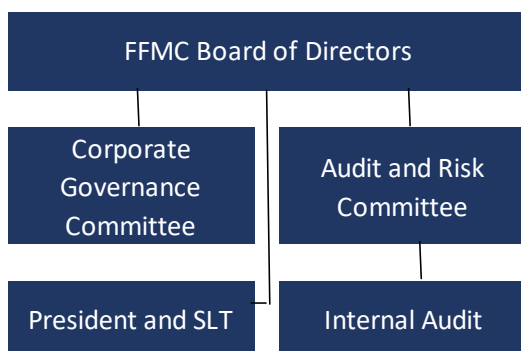 FFMC Board of Directors
Corporate
Governance
Committee
Audit and Risk
Committee
President and SLT
Internal Audit